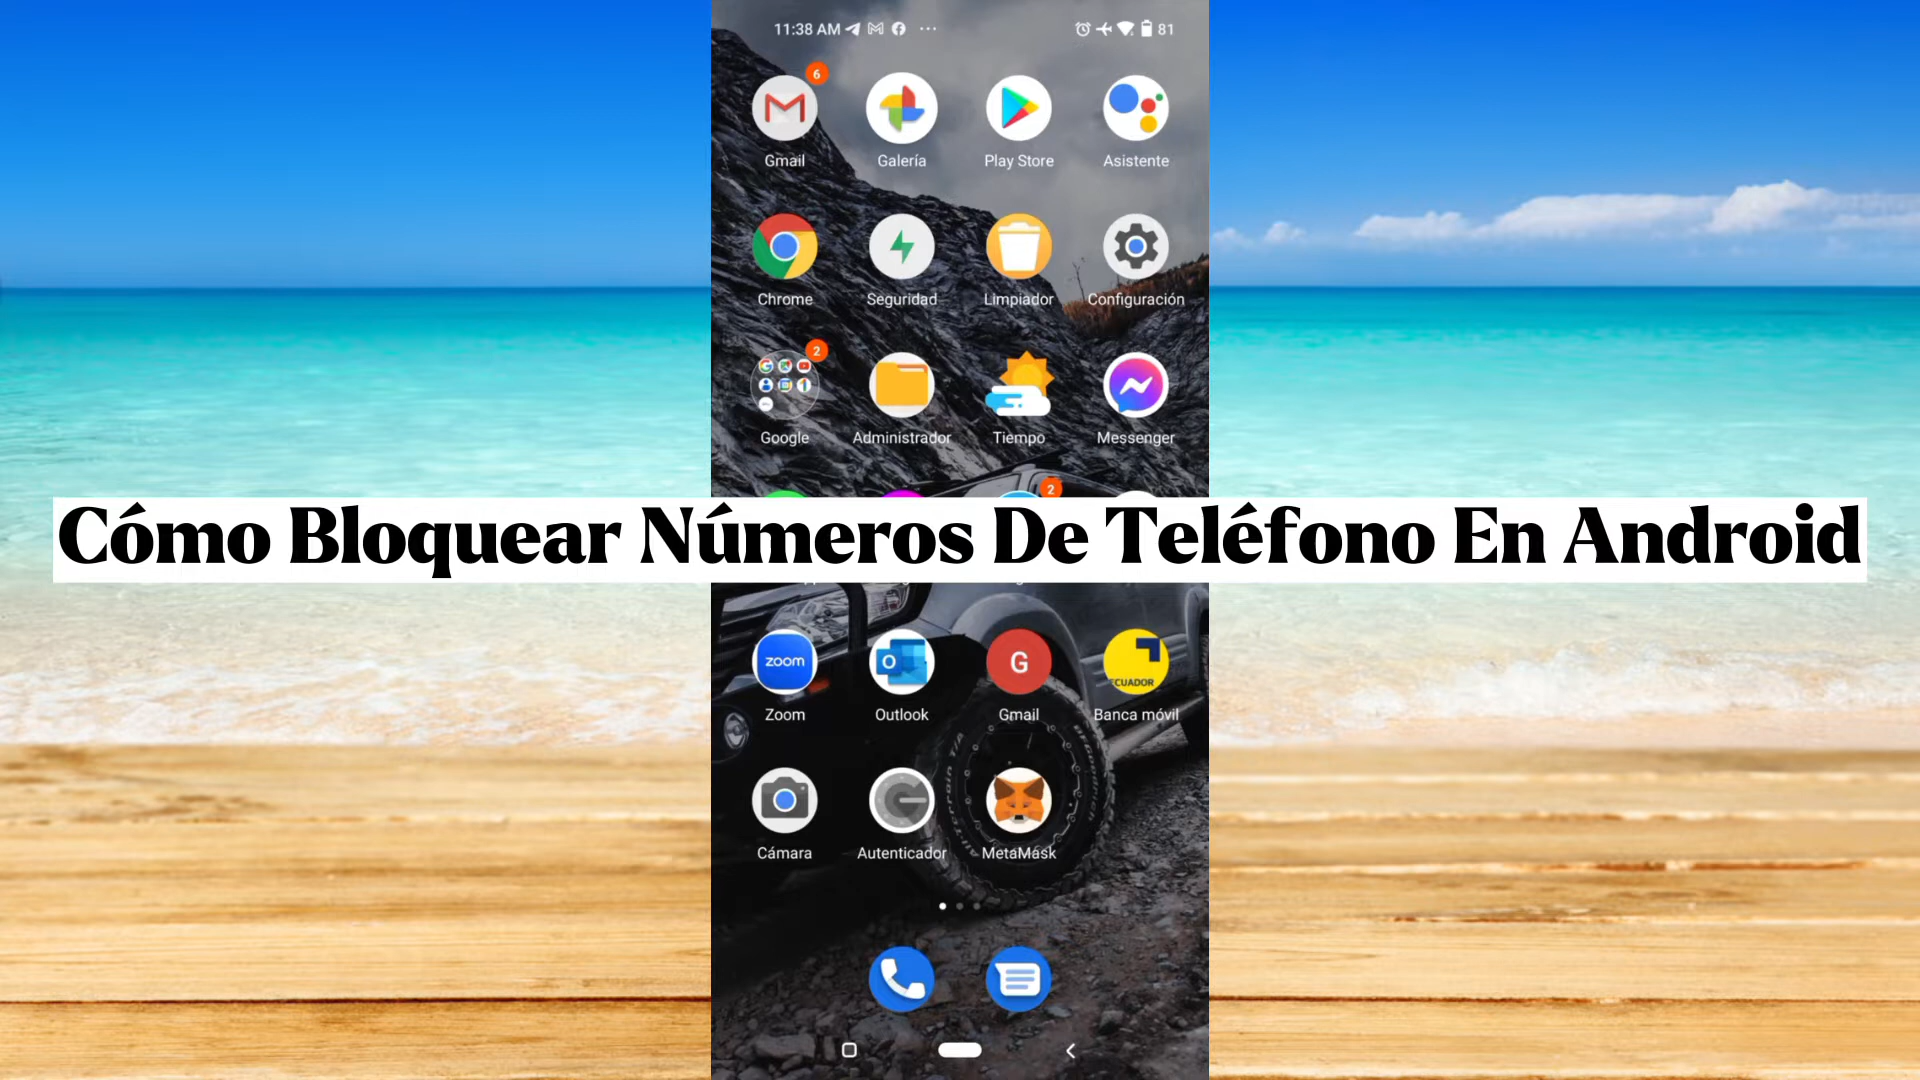 11:38 AM 81
6
Gmail Galería Play Store Asistente
Chrome Seguridad Limpiador Configuración
2
Google Administrador Tiempo Messenger
2
Cómo Bloquear Números De Teléfono En Android
zoom O G ECUADOR
Zoom Outlook Gmail Banca móvil
Cámara Autenticador MetaMask